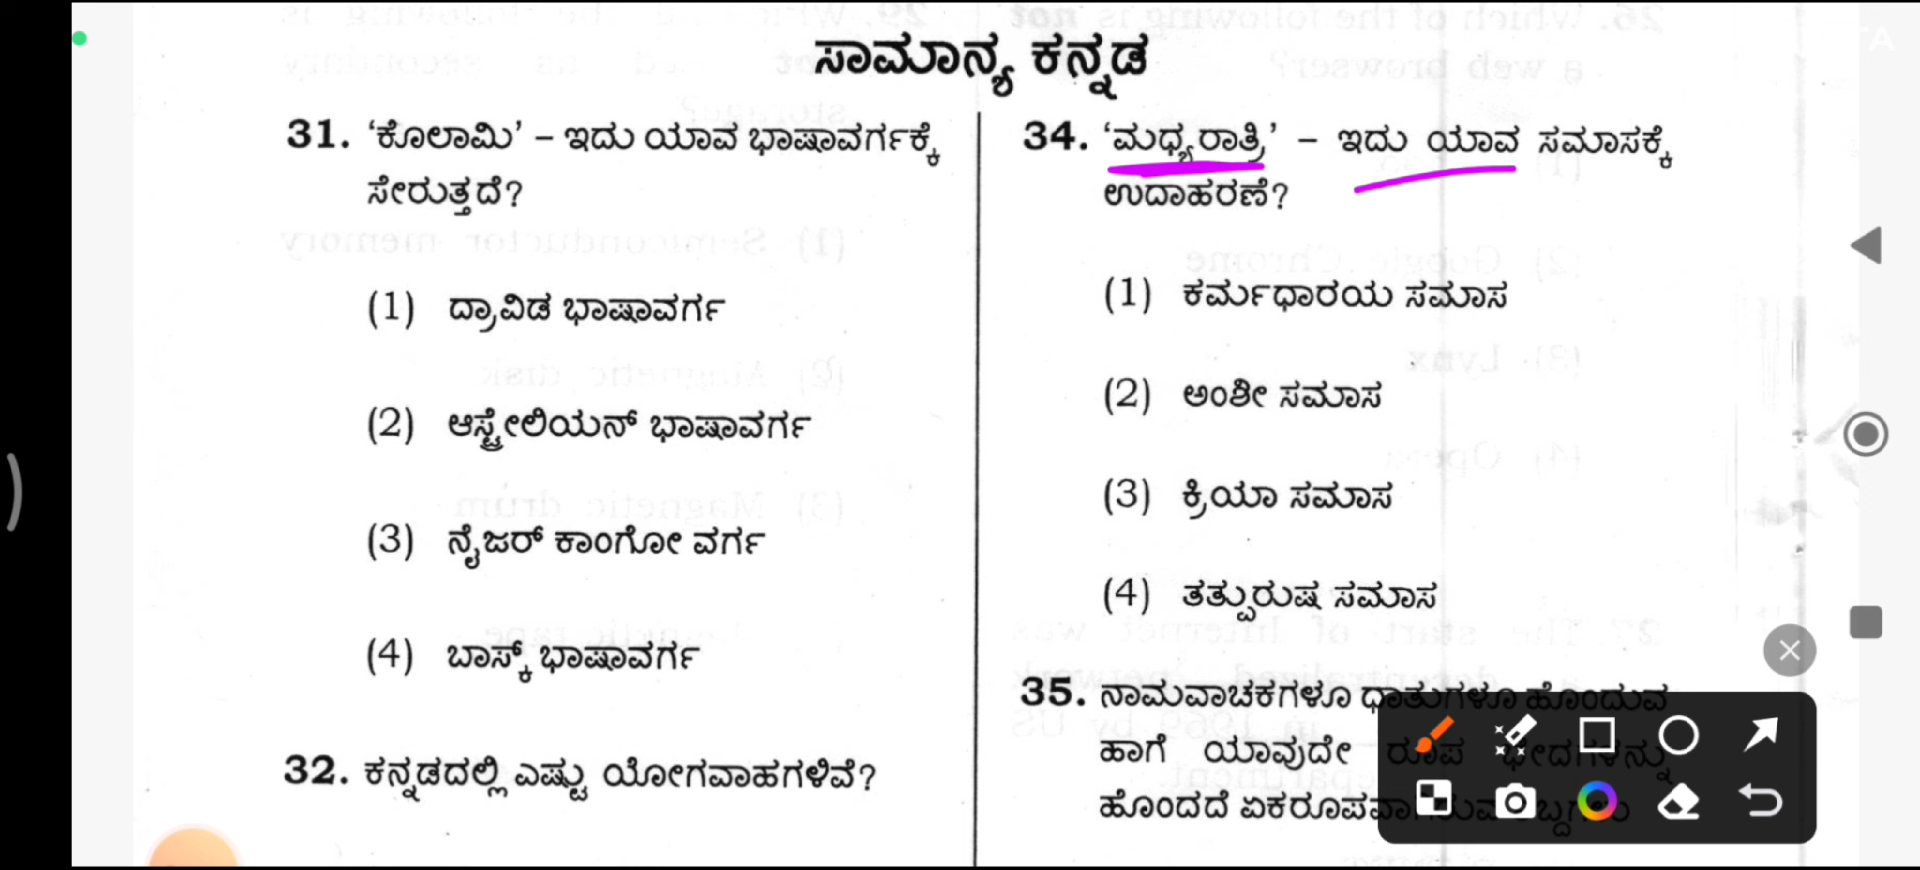 ಸಾಮಾನ್ಯ ಕನ್ನಡ
31. ‘ಕೊಲಾಮಿ’ – ಇದು ಯಾವ ಭಾಷಾವರ್ಗಕ್ಕೆ
ಸೇರುತ್ತದೆ?
(1) ದ್ರಾವಿಡ ಭಾಷಾವರ್ಗ
(2) ಆಸ್ಟ್ರೇಲಿಯನ್ ಭಾಷಾವರ್ಗ
(3) ನೈಜರ್ ಕಾಂಗೋ ವರ್ಗ
(4) ಬಾಸ್ಕ್ ಭಾಷಾವರ್ಗ
32. ಕನ್ನಡದಲ್ಲಿ ಎಷ್ಟು ಯೋಗವಾಹಗಳಿವೆ?
34. ‘ಮಧ್ಯರಾತ್ರಿ’ – ಇದು ಯಾವ ಸಮಾಸಕ್ಕೆ
ಉದಾಹರಣೆ?
(1) ಕರ್ಮಧಾರಯ ಸಮಾಸ
(2) ಅಂಶೀ ಸಮಾಸ
(3) ಕ್ರಿಯಾ ಸಮಾಸ
(4) ತತ್ಪುರುಷ ಸಮಾಸ
35. ನಾಮವಾಚಕಗಳೂ ಧಾತುಗಳೂ ಹೊಂದುವ
ಹಾಗೆ ಯಾವುದೇ ರೂಪ ಭೇದಗಳನ್ನು
ಹೊಂದದೆ